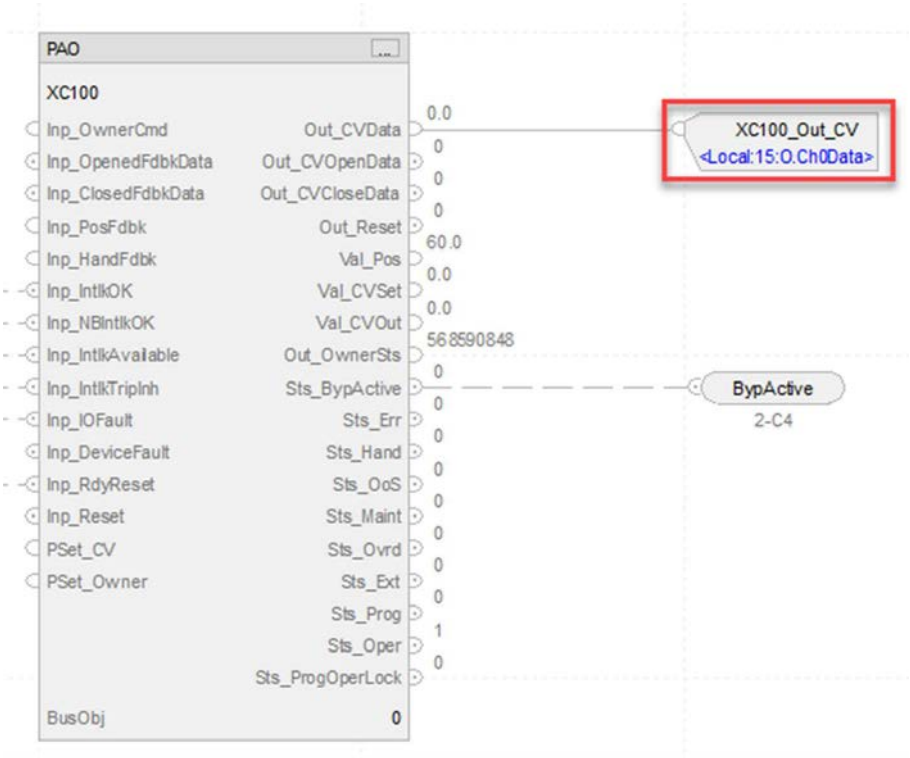 PAO ...
XC100
Inp_OwnerCmd Out_CVData 0.0
XC100_Out_CV
<Local:15:O.Ch0Data>
Inp_OpenedFdbkData Out_CVOpenData 0
Inp_ClosedFdbkData Out_CVCloseData 0
Inp_PosFdbk Out_Reset 0
Inp_HandFdbk Val_Pos 60.0
Inp_IntlkOK Val_CVSet 0.0
Inp_NBIntlkOK Val_CVOut 0.0
Inp_IntlkAvailable Out_OwnerSts 568590848
Inp_IntlkTripInh Sts_BypActive 0 BypActive
2-C4
Inp_IOFault Sts_Err 0
Inp_DeviceFault Sts_Hand 0
Inp_RdyReset Sts_OoS 0
Inp_Reset Sts_Maint 0
PSet_CV Sts_Ovrd 0
PSet_Owner Sts_Ext 0
Sts_Prog 0
Sts_Oper 1
Sts_ProgOperLock 0
BusObj 0